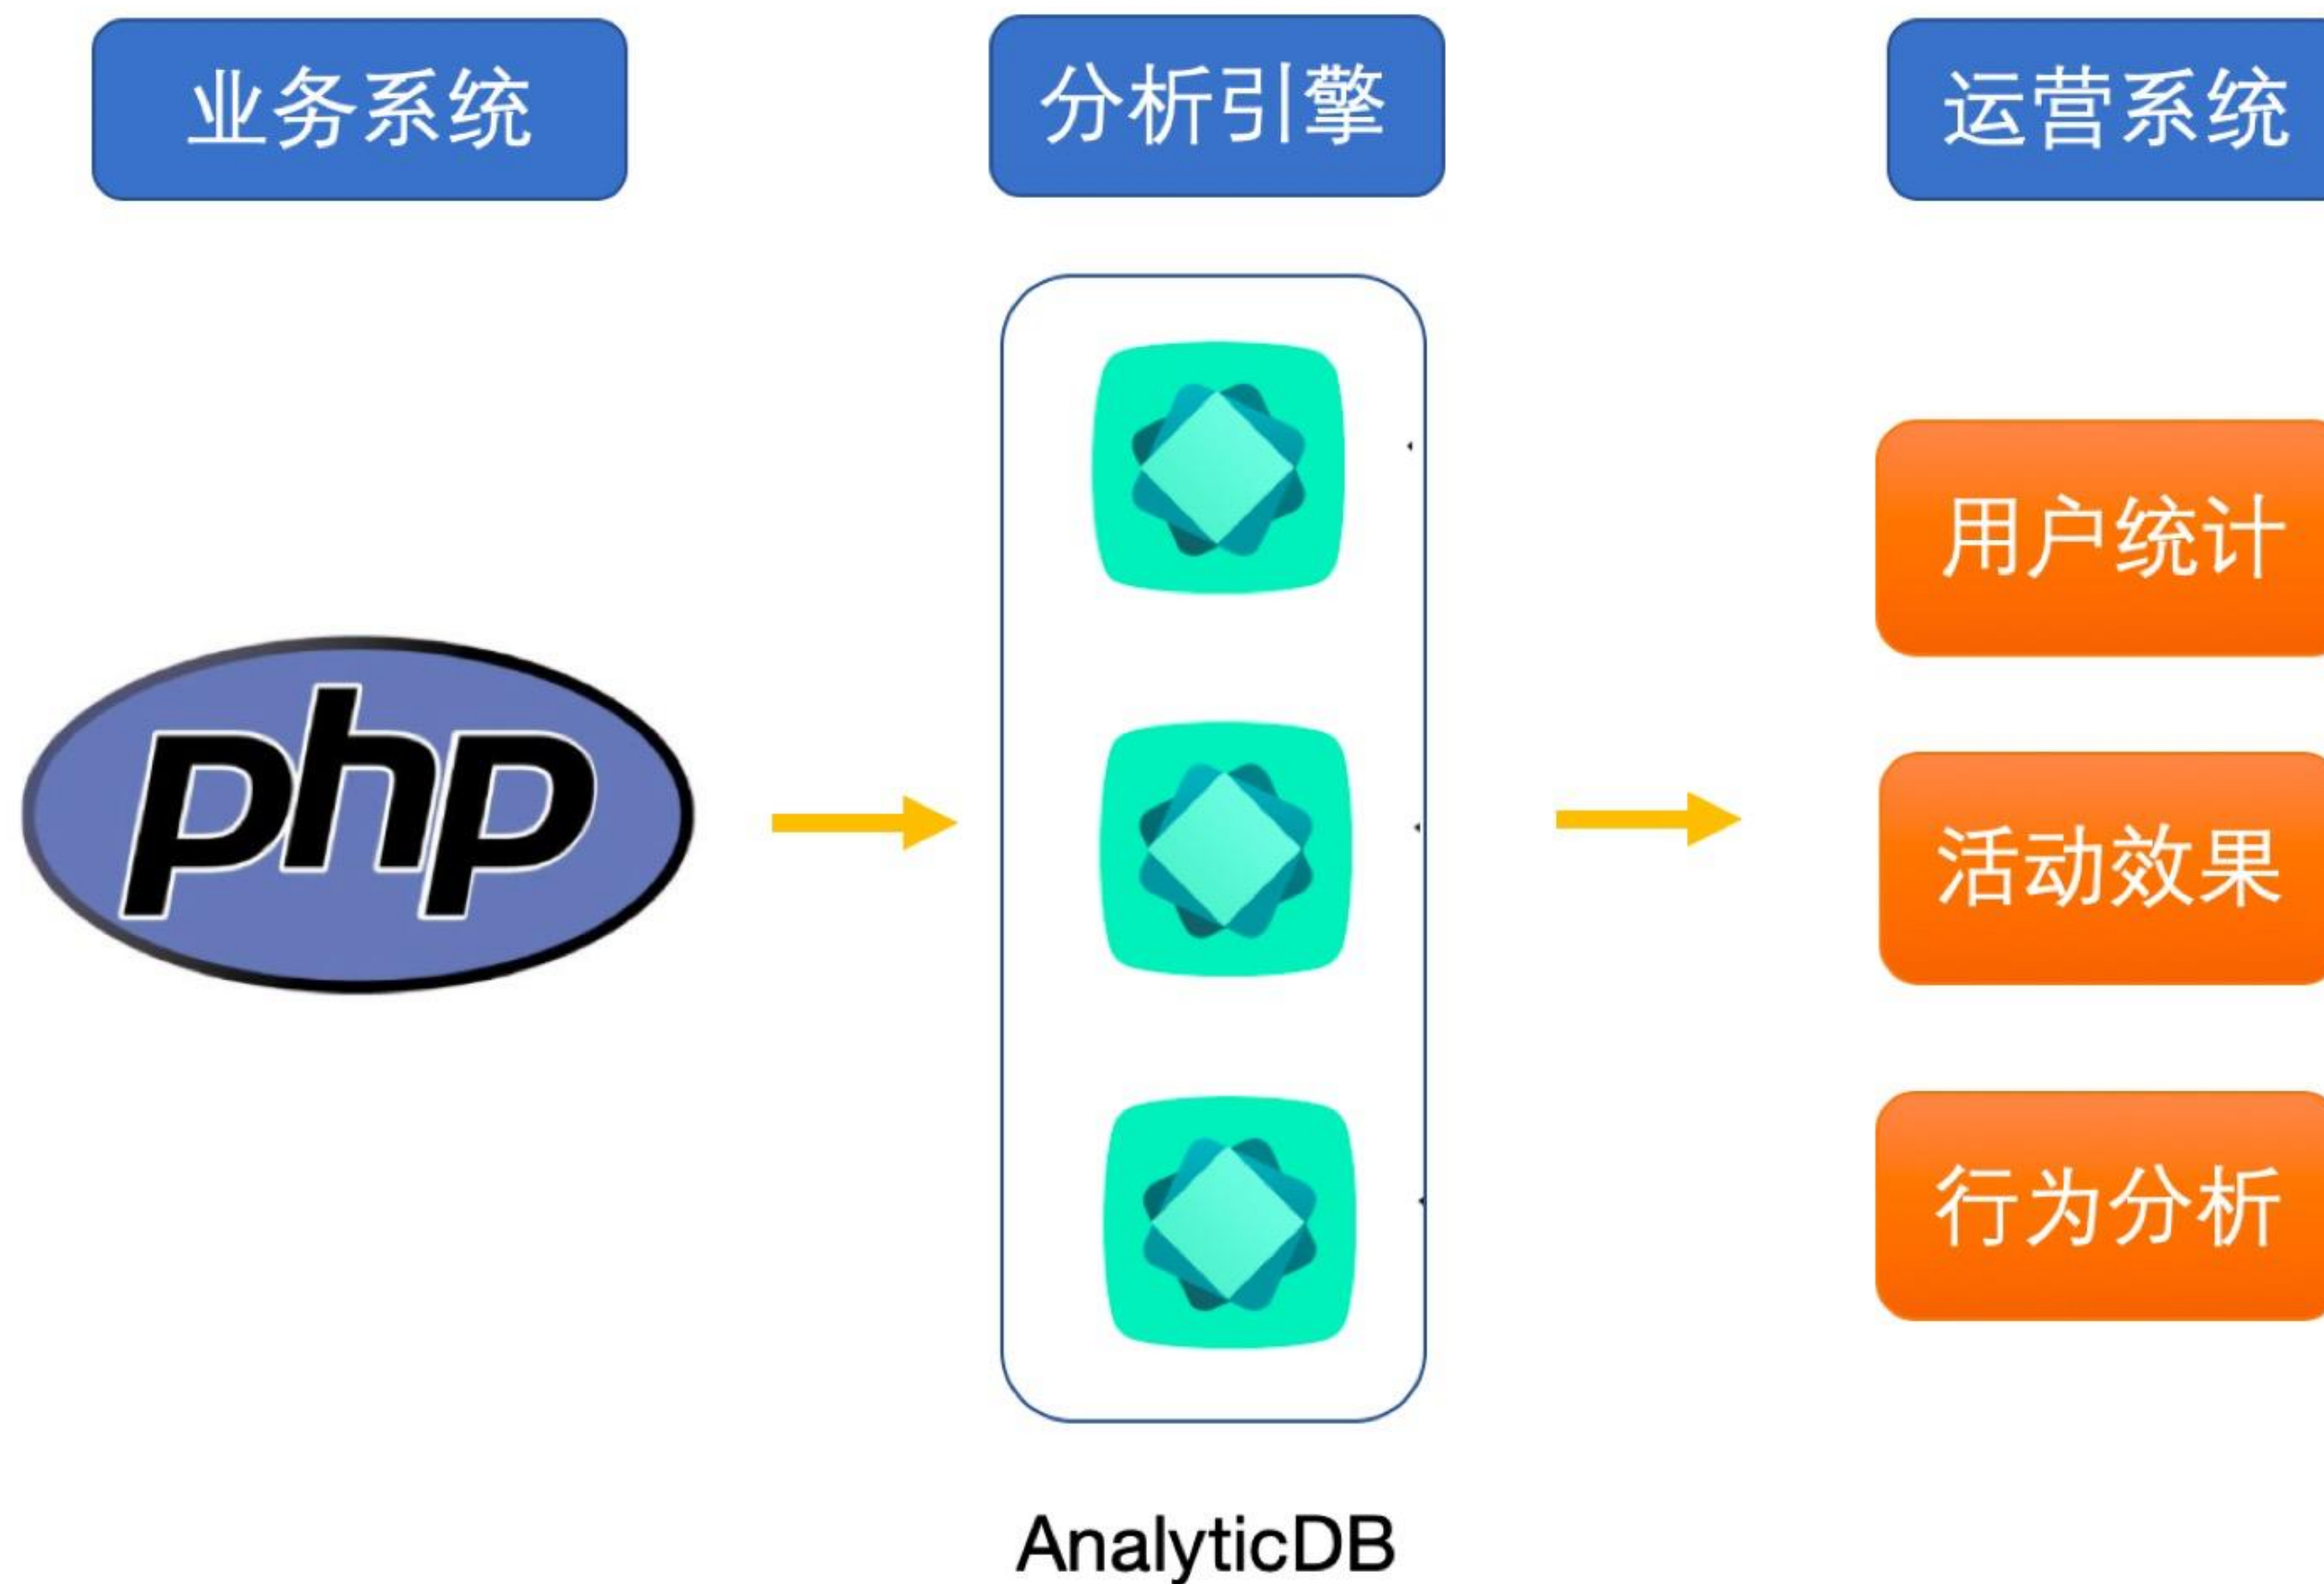 业务系统
分析引擎
运营系统
php
用户统计
活动效果
行为分析
AnalyticDB